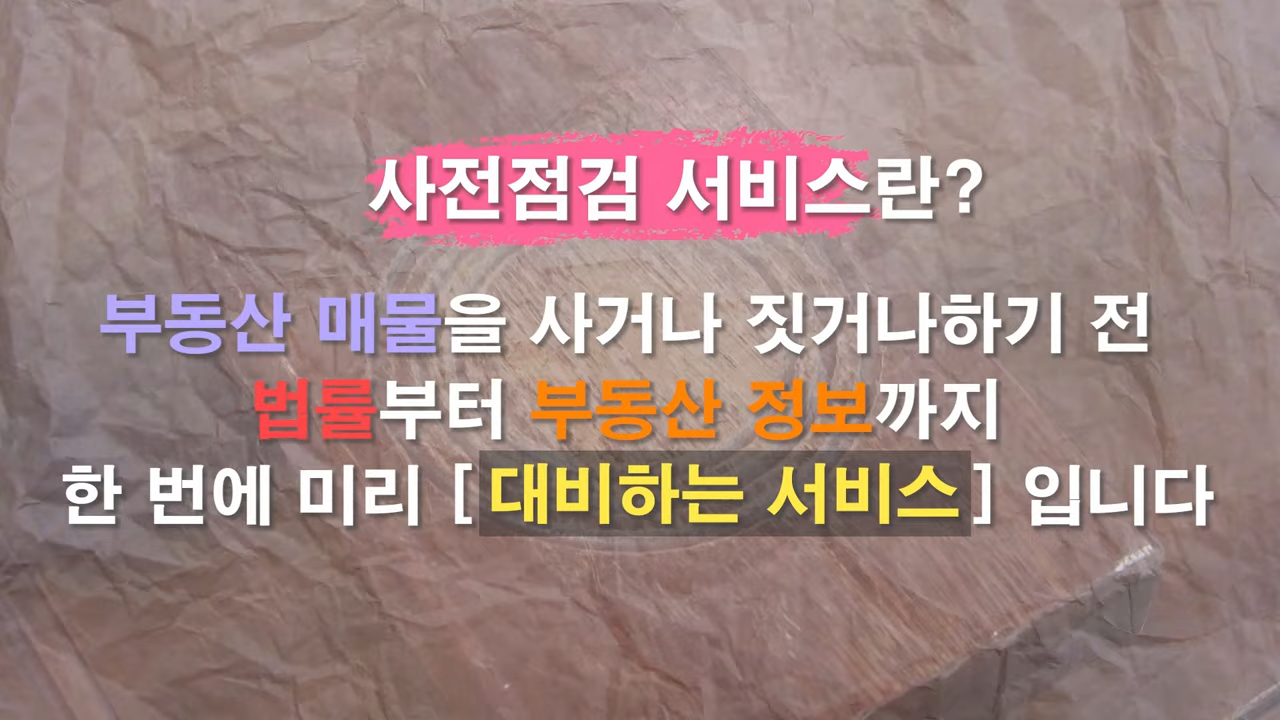 사전점검 서비스란?
부동산 매물을 사거나 짓거나하기 전
법률부터 부동산 정보까지
한 번에 미리 [대비하는 서비스] 입니다